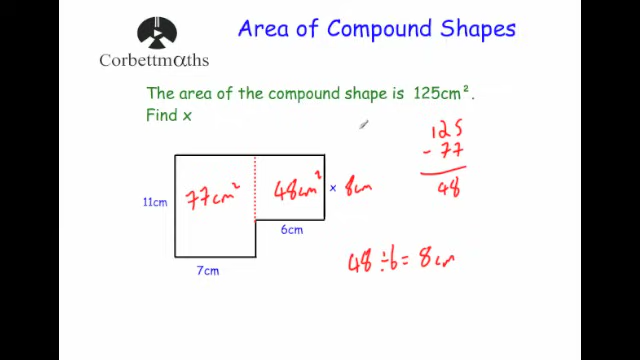 Area of Compound Shapes
Corbettmαths
The area of the compound shape is 125cm².
Find x
125
- 77
48
11cm
77cm²
48cm²
x 8cm
6cm
7cm
48 ÷ 6 = 8cm